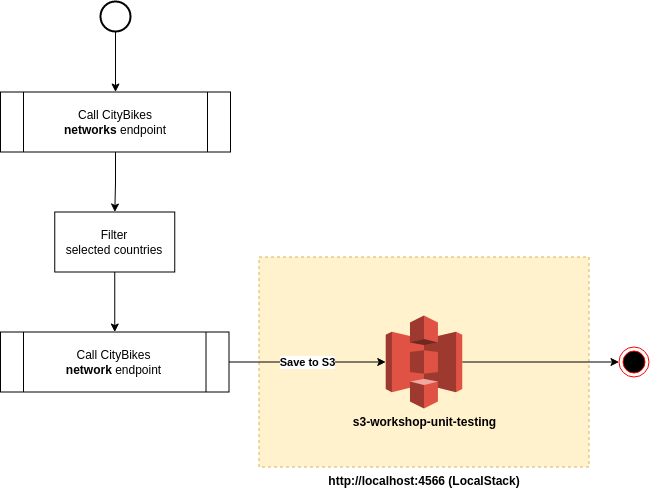 Call CityBikes
networks endpoint
Filter
selected countries
Call CityBikes
network endpoint
Save to S3
s3-workshop-unit-testing
http://localhost:4566 (LocalStack)